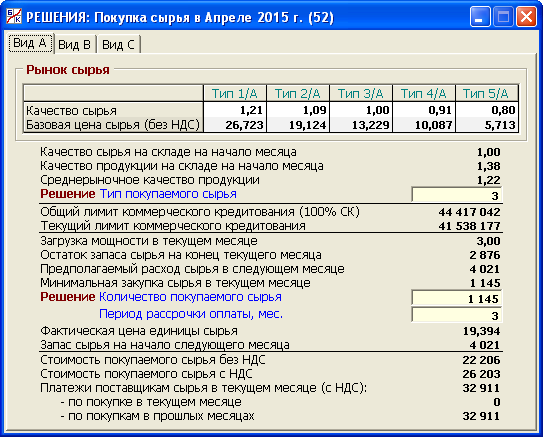 РЕШЕНИЯ: Покупка сырья в Апреле 2015 г. (52)
Вид A Вид B Вид C
Рынок сырья
Тип 1/A Тип 2/A Тип 3/A Тип 4/A Тип 5/A
Качество сырья 1,21 1,09 1,00 0,91 0,80
Базовая цена сырья (без НДС) 26,723 19,124 13,229 10,087 5,713
Качество сырья на складе на начало месяца 1,00
Качество продукции на складе на начало месяца 1,38
Среднерыночное качество продукции 1,22
Решение Тип покупаемого сырья 3
Общий лимит коммерческого кредитования (100% СК) 44 417 042
Текущий лимит коммерческого кредитования 41 538 177
Загрузка мощности в текущем месяце 3,00
Остаток запаса сырья на конец текущего месяца 2 876
Предполагаемый расход сырья в следующем месяце 4 021
Минимальная закупка сырья в текущем месяце 1 145
Решение Количество покупаемого сырья 1 145
Период рассрочки оплаты, мес. 3
Фактическая цена единицы сырья 19,394
Запас сырья на начало следующего месяца 4 021
Стоимость покупаемого сырья без НДС 22 206
Стоимость покупаемого сырья с НДС 26 203
Платежи поставщикам сырья в текущем месяце (с НДС): 32 911
- по покупке в текущем месяце 0
- по покупкам в прошлых месяцах 32 911